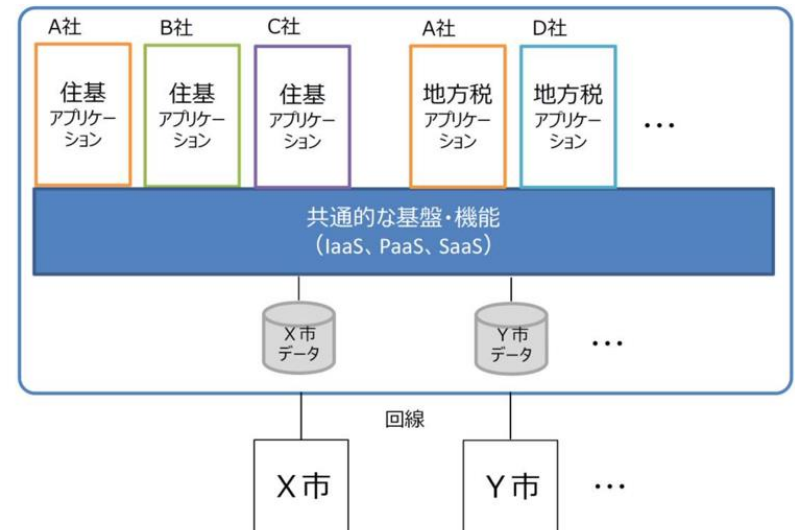 A社
B社
C社
A社
D社
住基
アプリケー
ション
住基
アプリケー
ション
住基
アプリケー
ション
地方税
アプリケー
ション
地方税
アプリケー
ション
…
共通的な基盤・機能
（IaaS、PaaS、SaaS）
X市
データ
Y市
データ
…
回線
X市
Y市
…